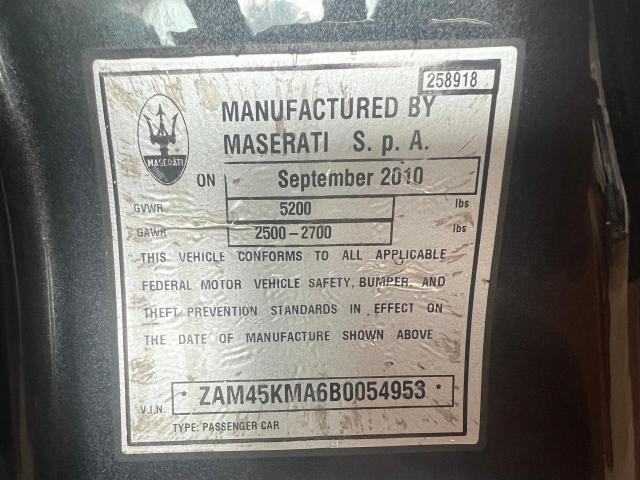 258918
MANUFACTURED BY
MASERATI S. p. A.
MASERATI
ON September 2010
GVWR 5200 lbs
GAWR 2500-2700 lbs
THIS VEHICLE CONFORMS TO ALL APPLICABLE
FEDERAL MOTOR VEHICLE SAFETY, BUMPER, AND
THEFT PREVENTION STANDARDS IN EFFECT ON
THE DATE OF MANUFACTURE SHOWN ABOVE
V.I.N. * ZAM45KMA6B0054953 *
TYPE: PASSENGER CAR